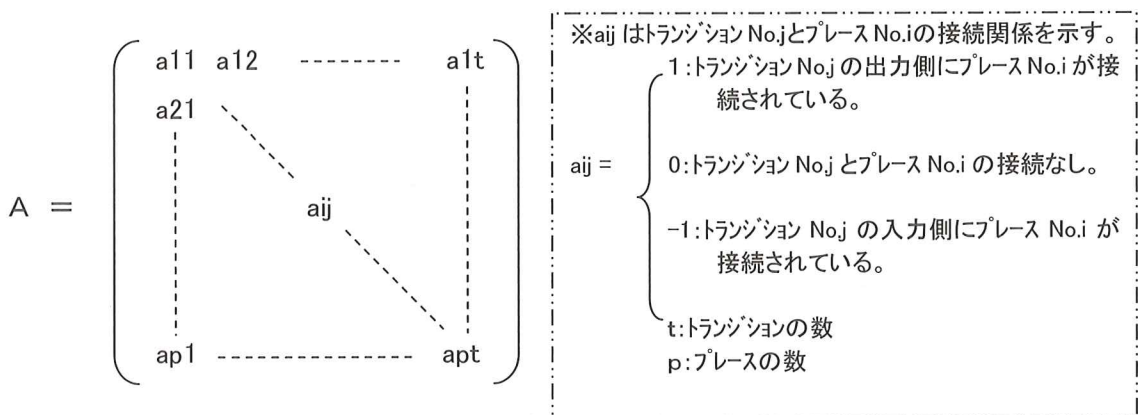 A =
a11 a12 a1t
a21
aij
ap1 apt
※aij はトランジション No.jとプレース No.iの接続関係を示す。
aij =
1:トランジション No.j の出力側にプレース No.i が接
続されている。
0:トランジション No.j とプレース No.i の接続なし。
-1:トランジション No.j の入力側にプレース No.i が
接続されている。
t:トランジションの数
p:プレースの数